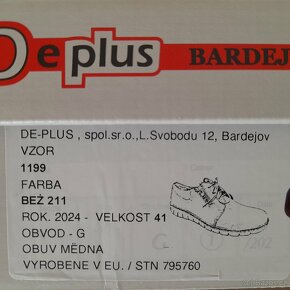 De plus
BARDEJ
DE-PLUS , spol.sr.o.,L.Svobodu 12, Bardejov
VZOR
1199
FARBA
BEŽ 211
ROK. 2024- VELKOST 41
OBVOD - G
OBUV MĚDNA
VYROBENE V EU. / STN 795760